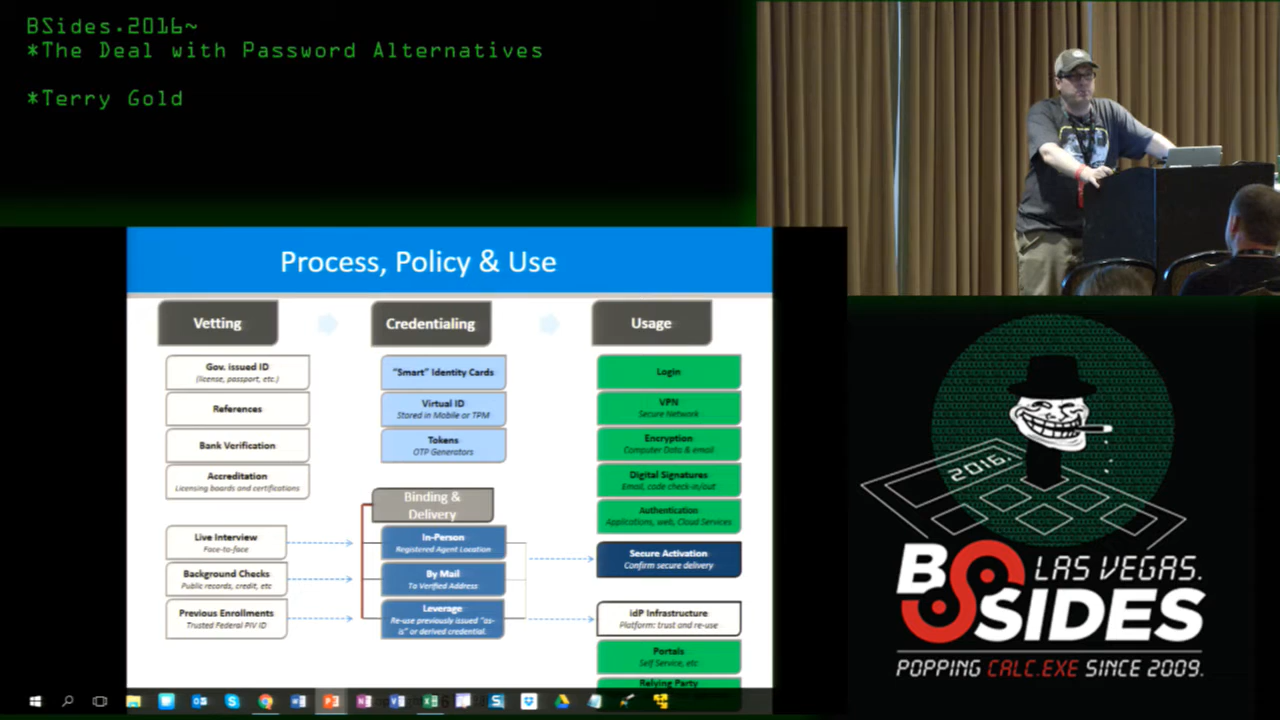 BSides.2016~
*The Deal with Password Alternatives
*Terry Gold
Process, Policy & Use
Vetting
Credentialing
Usage
Gov. issued ID
(license, passport, etc.)
References
Bank Verification
Accreditation
Licensing boards and certifications
Live Interview
Face-to-face
Background Checks
Public records, credit, etc
Previous Enrollments
Trusted Federal PIV ID
"Smart" Identity Cards
Virtual ID
Stored in Mobile or TPM
Tokens
OTP Generators
Binding &
Delivery
In-Person
Registered Agent Location
By Mail
To Verified Address
Leverage
Re-use previously issued "as-
is" or derived credential.
Login
VPN
Secure Network
Encryption
Computer Data & email
Digital Signatures
Email, code check-in/out
Authentication
Applications, web, Cloud Services
Secure Activation
Confirm secure delivery
idP Infrastructure
Platform: trust and re-use
Portals
Self Service, etc
Relying Party
2016.
BSIDES
LAS VEGAS.
POPPING CALC.EXE SINCE 2009.